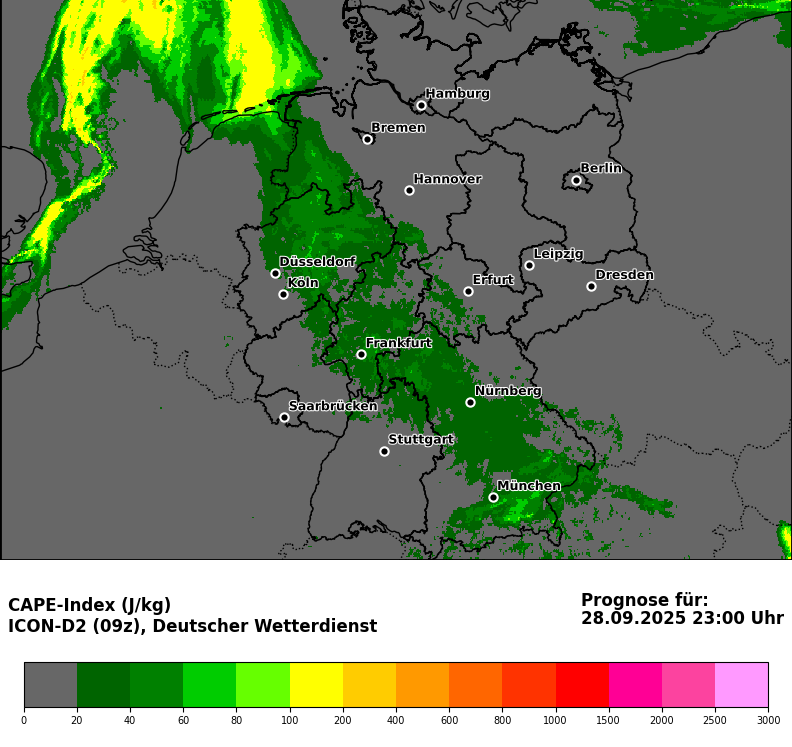 Hamburg
Bremen
Berlin
Hannover
Leipzig
Düsseldorf
Dresden
Erfurt
Köln
Frankfurt
Nürnberg
Saarbrücken
Stuttgart
München
CAPE-Index (J/kg)
ICON-D2 (09z), Deutscher Wetterdienst
Prognose für:
28.09.2025 23:00 Uhr
0 20 40 60 80 100 200 400 600 800 1000 1500 2000 2500 3000